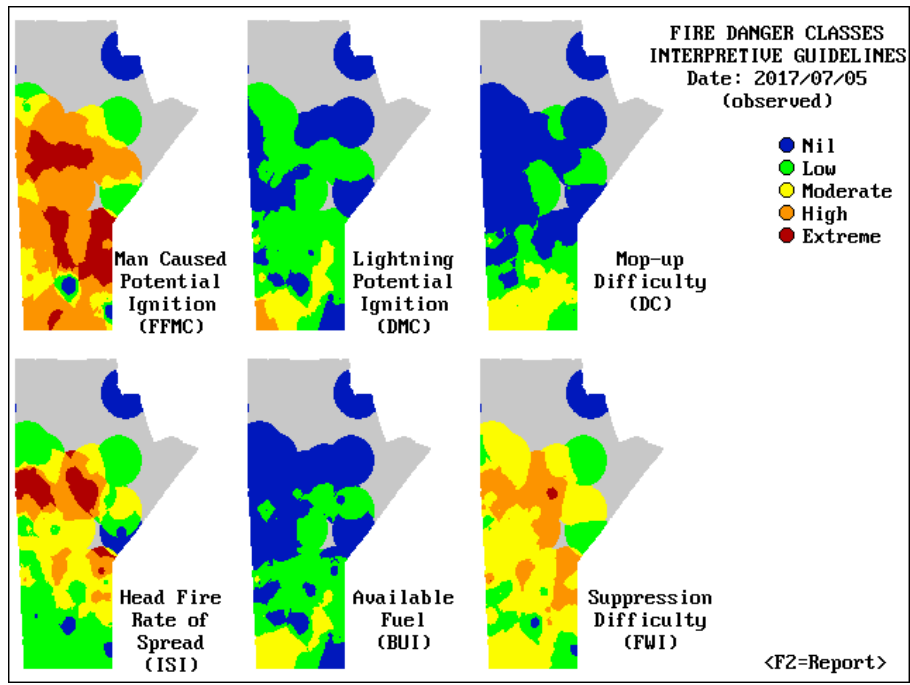 FIRE DANGER CLASSES
INTERPRETIVE GUIDELINES
Date: 2017/07/05
(observed)
Nil
Low
Moderate
High
Extreme
Man Caused
Potential
Ignition
(FFMC)
Lightning
Potential
Ignition
(DMC)
Mop-up
Difficulty
(DC)
Head Fire
Rate of
Spread
(ISI)
Available
Fuel
(BUI)
Suppression
Difficulty
(FWI)
<F2=Report>